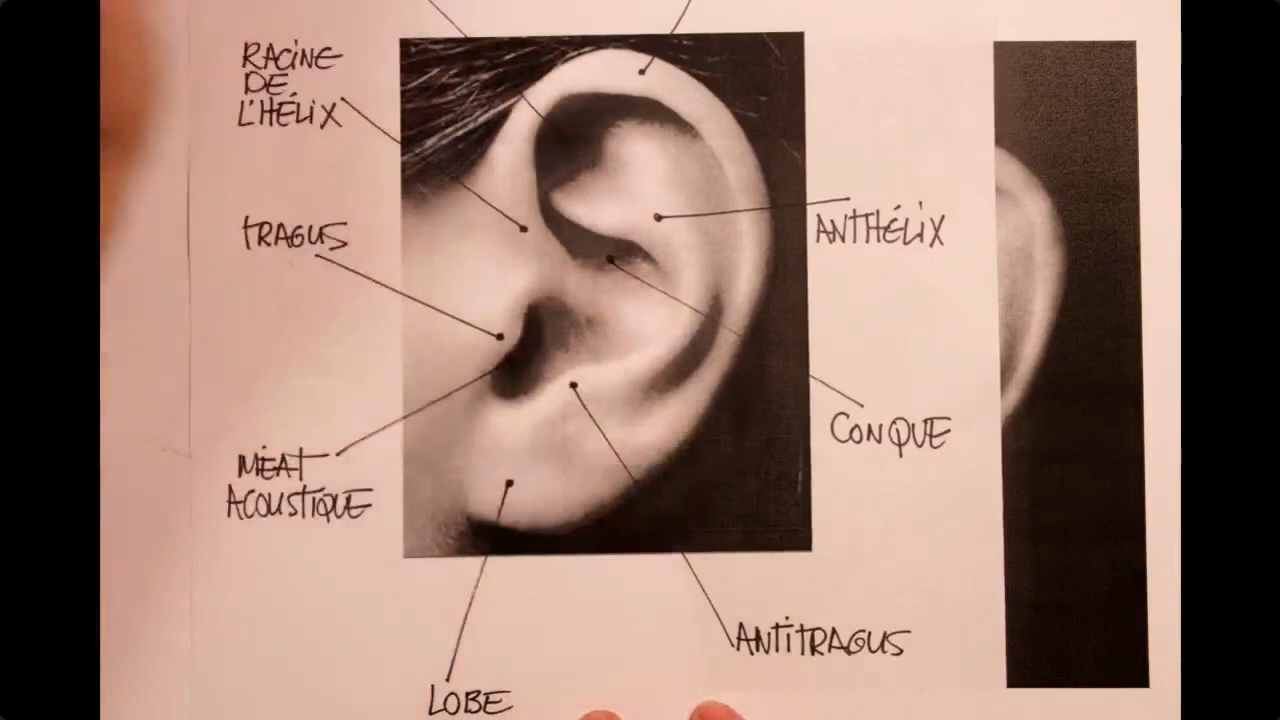 RACINE
DE
L'HÉLIX
TRAGUS
ANTHÉLIX
CONQUE
MÉAT
ACOUSTIQUE
ANTITRAGUS
LOBE